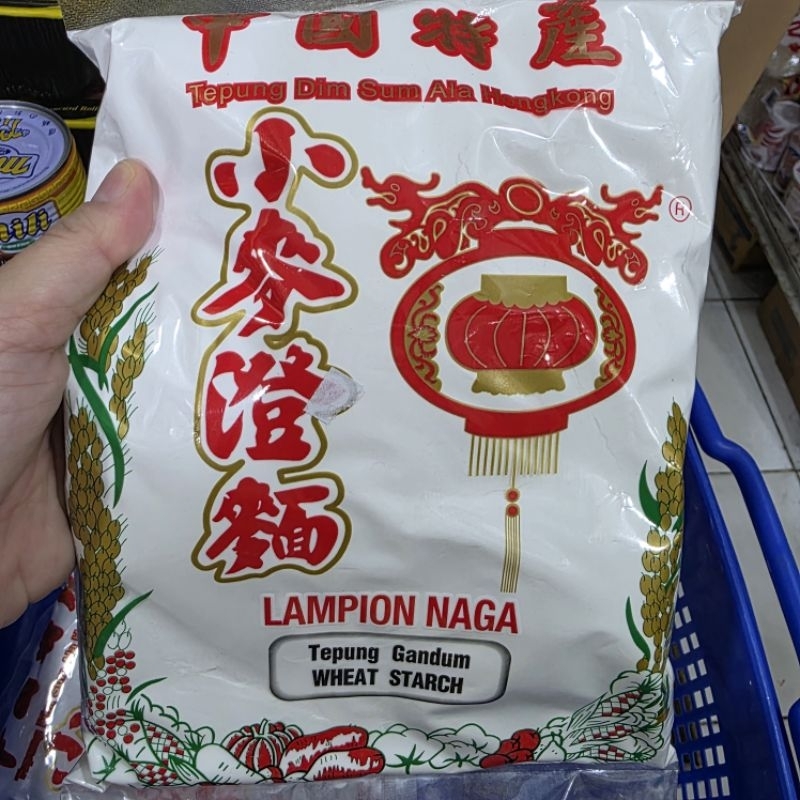 中國特產
Tepung Dim Sum Ala Hongkong
小麥澄麵
®
LAMPION NAGA
Tepung Gandum
WHEAT STARCH